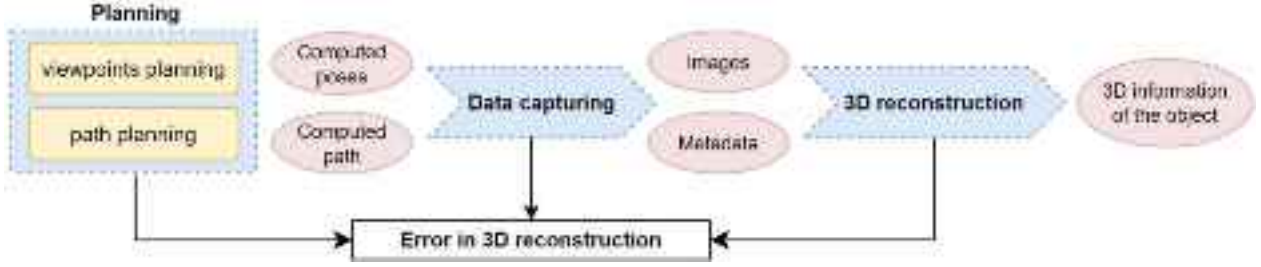 Planning
viewpoints planning
path planning
Computed
poses
Computed
path
Data capturing
Images
Metadata
3D reconstruction
3D information
of the object
Error in 3D reconstruction